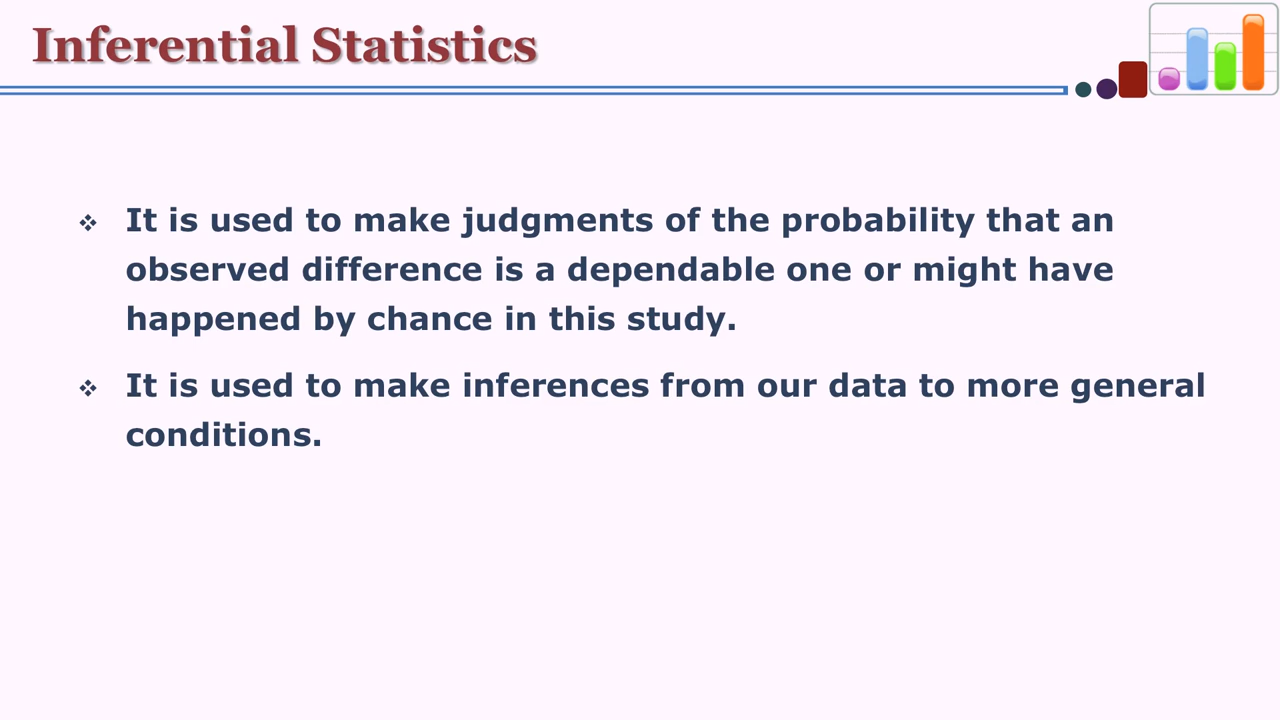 Inferential Statistics
❖ It is used to make judgments of the probability that an
observed difference is a dependable one or might have
happened by chance in this study.
❖ It is used to make inferences from our data to more general
conditions.